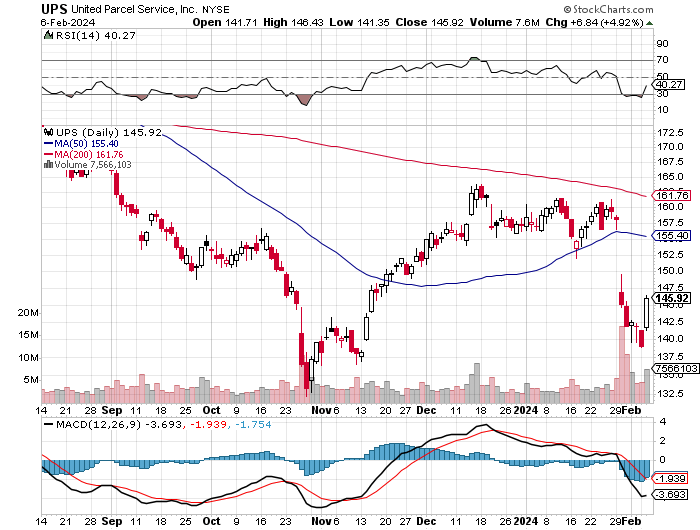 UPS United Parcel Service, Inc. NYSE © StockCharts.com
6-Feb-2024 Open 141.71 High 146.43 Low 141.35 Close 145.92 Volume 7.6M Chg +6.84 (+4.92%)
RSI(14) 40.27
90
70
50
40.27
30
10
UPS (Daily) 145.92
MA(50) 155.40
MA(200) 161.76
Volume 7,566,103
172.5
170.0
167.5
165.0
161.76
160.0
157.5
155.40
152.5
150.0
147.5
145.92
142.5
140.0
137.5
7566103
135.0
132.5
20M
15M
10M
5M
14 21 28 Sep 11 18 25 Oct 9 16 23 Nov 6 13 20 27 Dec 11 18 26 2024 8 16 22 29 Feb
MACD(12,26,9) -3.693, -1.939, -1.754
4
2
0
-1.939
-3.693
14 21 28 Sep 11 18 25 Oct 9 16 23 Nov 6 13 20 27 Dec 11 18 26 2024 8 16 22 29 Feb